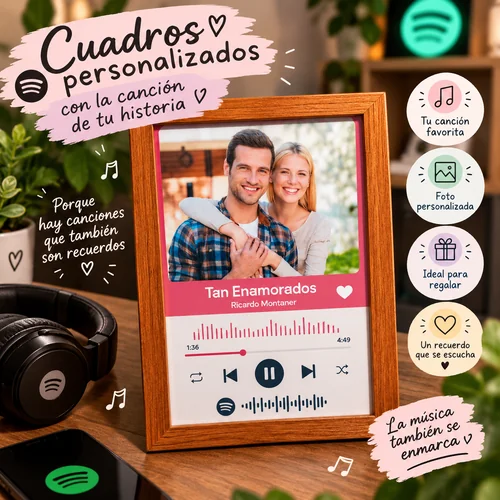 Cuadros
personalizados
con la canción
de tu historia
Porque
hay canciones
que también
son recuerdos
Tan Enamorados
Ricardo Montaner
1:36
4:49
Tu canción
favorita
Foto
personalizada
Ideal para
regalar
Un recuerdo
que se escucha
La música
también se
enmarca